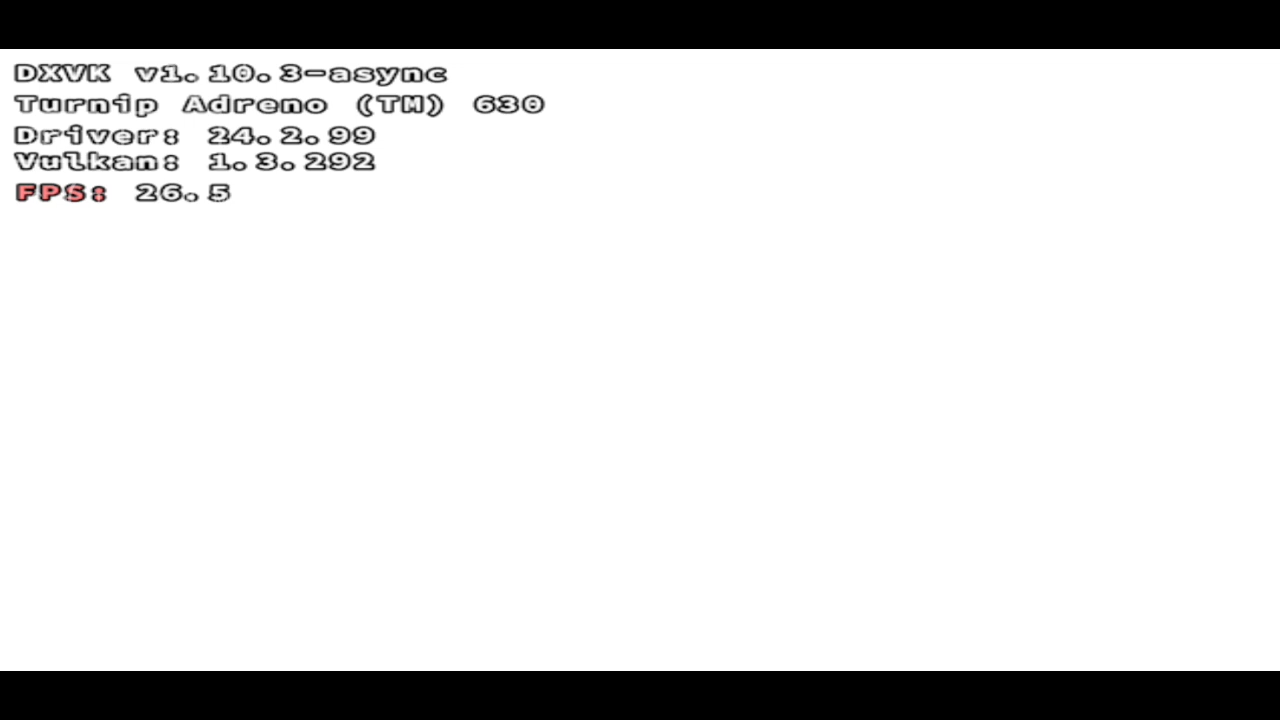 DXVK v1.10.3-async
Turnip Adreno (TM) 630
Driver: 24.2.99
Vulkan: 1.3.292
FPS: 26.5